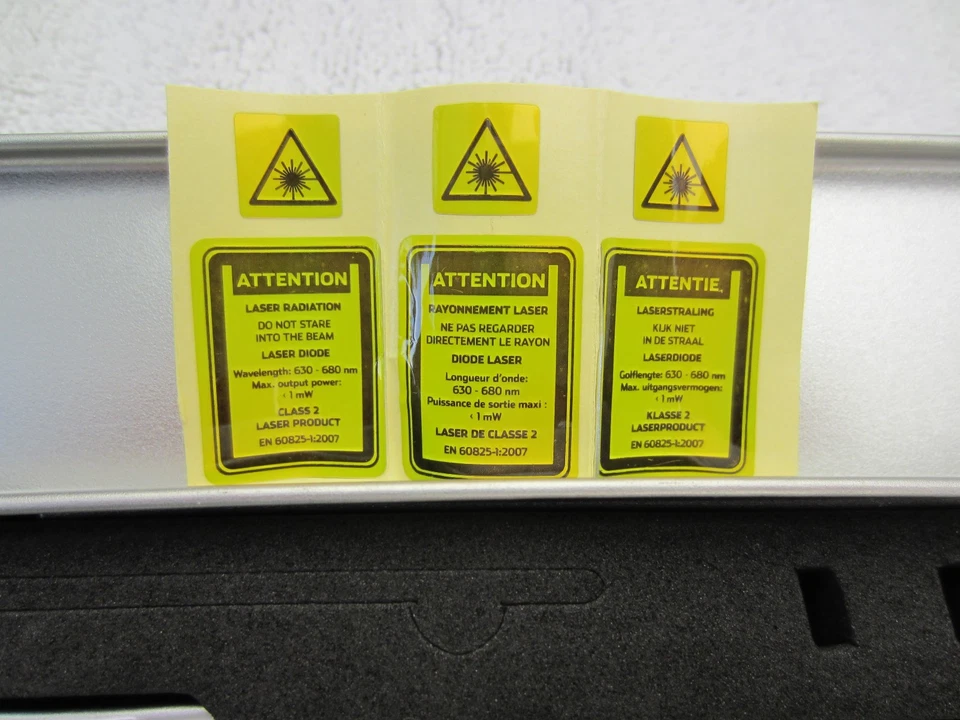 ATTENTION
LASER RADIATION
DO NOT STARE
INTO THE BEAM
LASER DIODE
Wavelength: 630 - 680 nm
Max. output power:
< 1 mW
CLASS 2
LASER PRODUCT
EN 60825-1:2007
ATTENTION
RAYONNEMENT LASER
NE PAS REGARDER
DIRECTEMENT LE RAYON
DIODE LASER
Longueur d'onde:
630 - 680 nm
Puissance de sortie maxi :
< 1 mW
LASER DE CLASSE 2
EN 60825-1:2007
ATTENTIE
LASERSTRALING
KIJK NIET
IN DE STRAAL
LASERDIODE
Golflengte: 630 - 680 nm
Max. uitgangsvermogen:
< 1 mW
KLASSE 2
LASERPRODUCT
EN 60825-1:2007